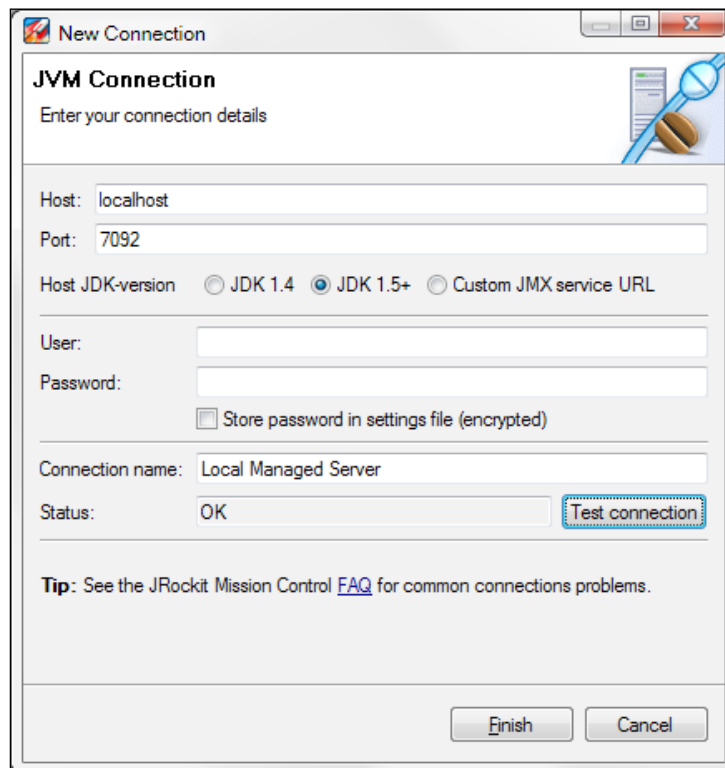 New Connection
JVM Connection
Enter your connection details
Host: localhost
Port: 7092
Host JDK-version JDK 1.4 JDK 1.5+ Custom JMX service URL
User:
Password:
Store password in settings file (encrypted)
Connection name: Local Managed Server
Status: OK Test connection
Tip: See the JRockit Mission Control FAQ for common connections problems.
Finish Cancel